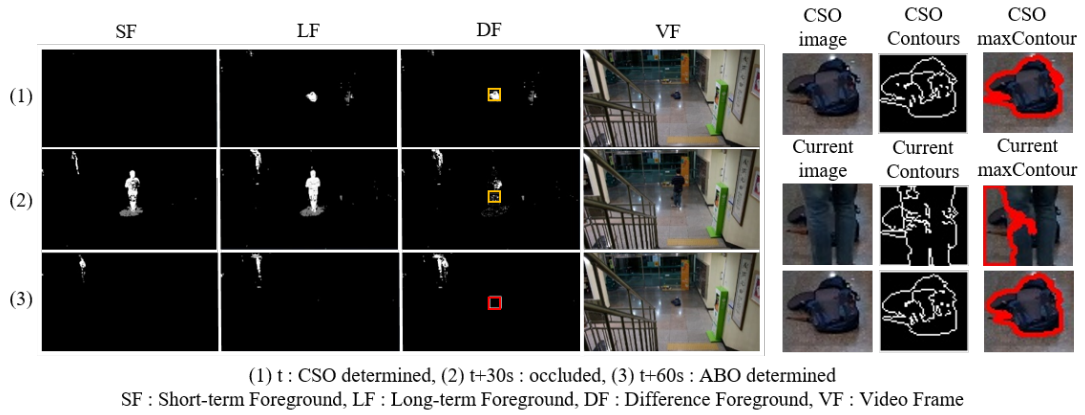 SF LF DF VF
CSO image
CSO Contours
CSO maxContour
(1)
Current image
Current Contours
Current maxContour
(2)
(3)
(1) t : CSO determined, (2) t+30s : occluded, (3) t+60s : ABO determined
SF : Short-term Foreground, LF : Long-term Foreground, DF : Difference Foreground, VF : Video Frame